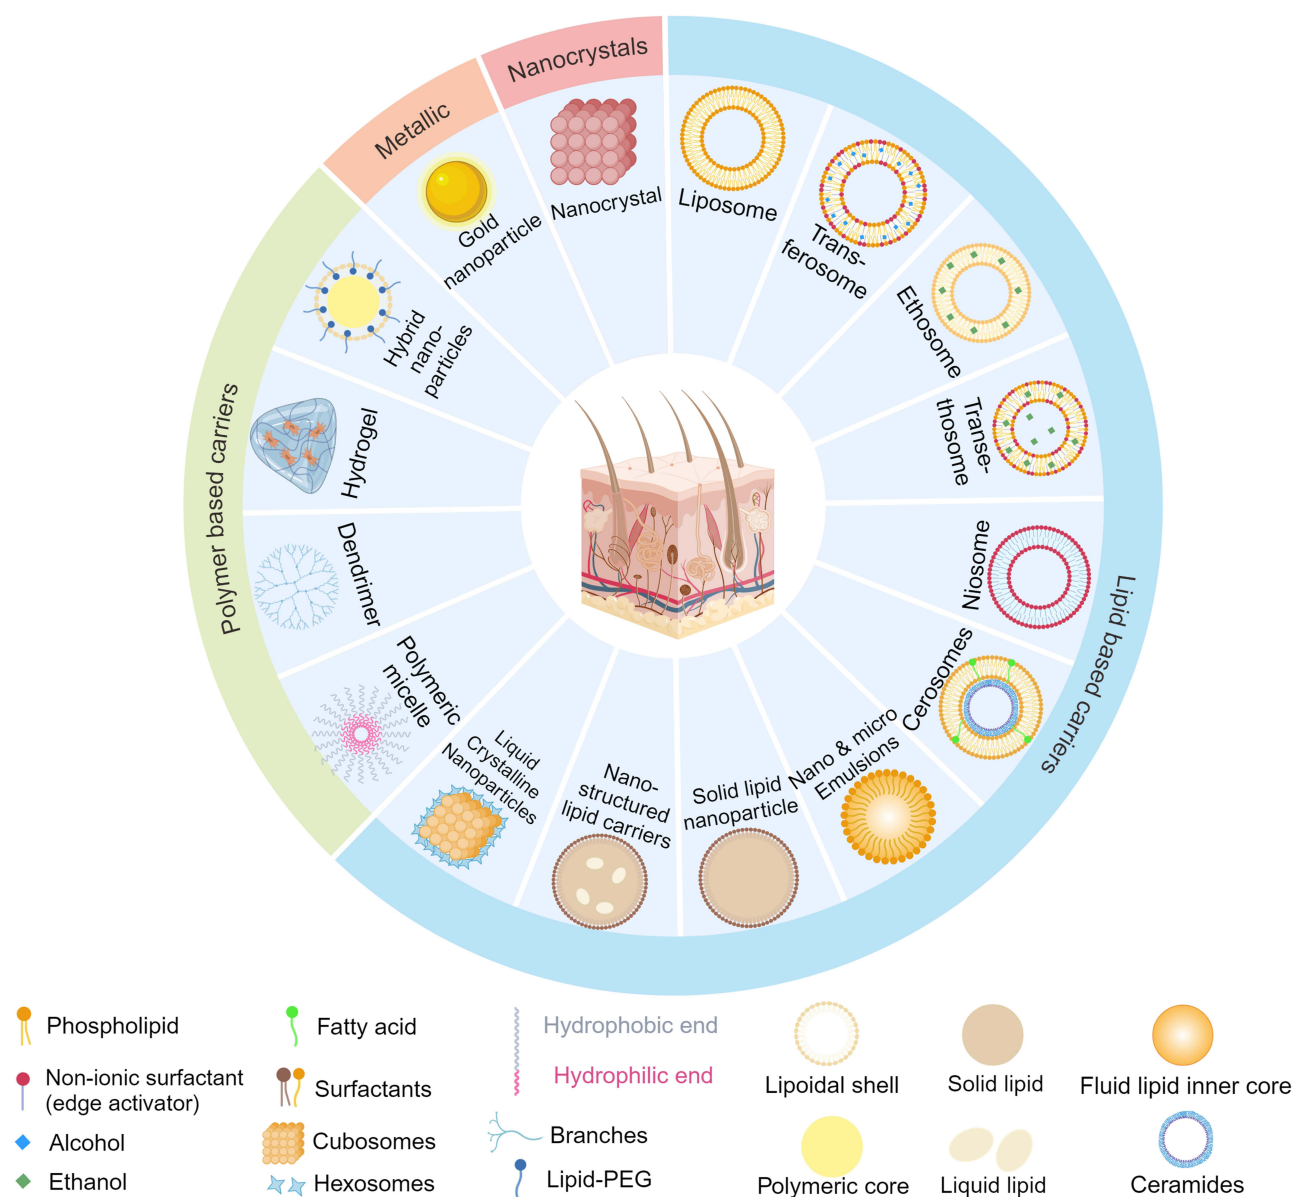 Nanocrystals
Metallic
Polymer based carriers
Lipid based carriers
Nanocrystal
Liposome
Trans-
ferosome
Ethosome
Transe-
thosome
Niosome
Cerosomes
Nano & micro
Emulsions
Solid lipid
nanoparticle
Nano-
structured
lipid carriers
Liquid
Crystalline
Nanoparticles
Polymeric
micelle
Dendrimer
Hydrogel
Hybrid
nano-
particles
Gold
nanoparticle
Phospholipid
Non-ionic surfactant
(edge activator)
Alcohol
Ethanol
Fatty acid
Surfactants
Cubosomes
Hexosomes
Hydrophobic end
Hydrophilic end
Branches
Lipid-PEG
Lipoidal shell
Polymeric core
Solid lipid
Liquid lipid
Fluid lipid inner core
Ceramides